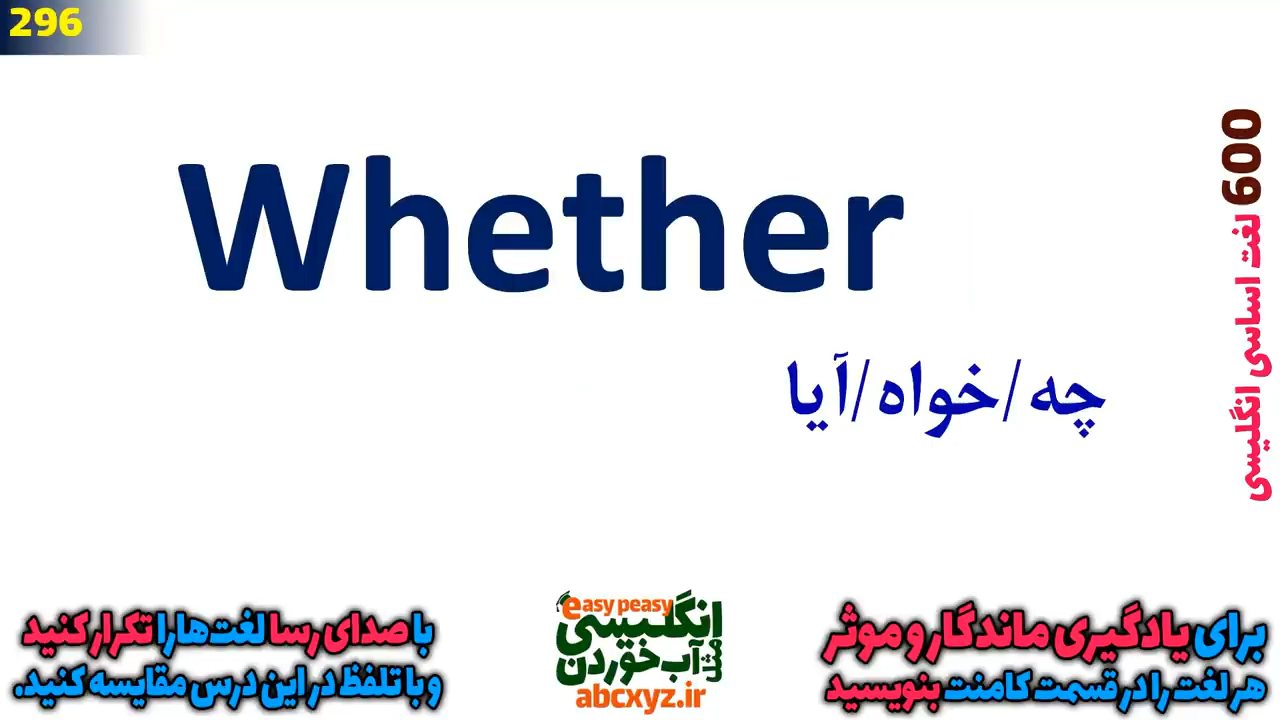 296
Whether
چه/خواه/آیا
600 لغت اساسی انگلیسی
برای یادگیری ماندگار و موثر
هر لغت را در قسمت کامنت بنویسید
easy peasy
انگلیسی
مثل آب خوردن
abcxyz.ir
با صدای رسا لغت‌ها را تکرار کنید
و با تلفظ در این درس مقایسه کنید.